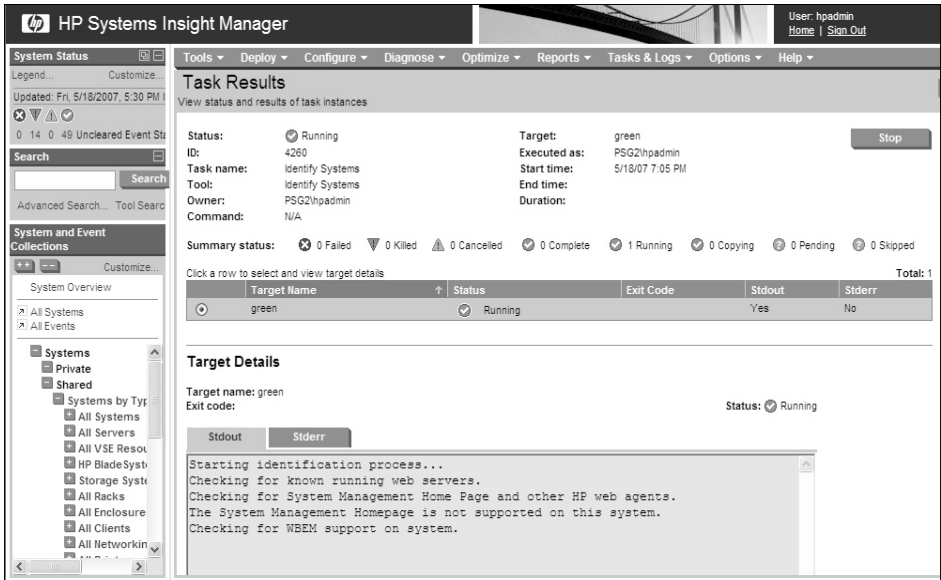 hp HP Systems Insight Manager
User: hpadmin
Home | Sign Out
System Status
Legend... Customize...
Updated: Fri, 5/18/2007, 5:30 PM
0 14 0 49 Uncleared Event
Search
Search
Advanced Search... Tool Searc
System and Event
Collections
Customize...
System Overview
All Systems
All Events
Systems
Private
Shared
Systems by Typ
All Systems
All Servers
All VSE Resou
HP BladeSyst
Storage Syste
All Racks
All Enclosure
All Clients
All Networkin
Tools Deploy Configure Diagnose Optimize Reports Tasks & Logs Options Help
Task Results
View status and results of task instances
Status: Running Target: green Stop
ID: 4260 Executed as: PSG2\hpadmin
Task name: Identify Systems Start time: 5/18/07 7:05 PM
Tool: Identify Systems End time:
Owner: PSG2\hpadmin Duration:
Command: N/A
Summary status: 0 Failed 0 Killed 0 Cancelled 0 Complete 1 Running 0 Copying 0 Pending 0 Skipped
Click a row to select and view target details Total: 1
Target Name Status Exit Code Stdout Stderr
green Running Yes No
Target Details
Target name: green
Exit code: Status: Running
Stdout Stderr
Starting identification process...
Checking for known running web servers.
Checking for System Management Home Page and other HP web agents.
The System Management Homepage is not supported on this system.
Checking for WBEM support on system.